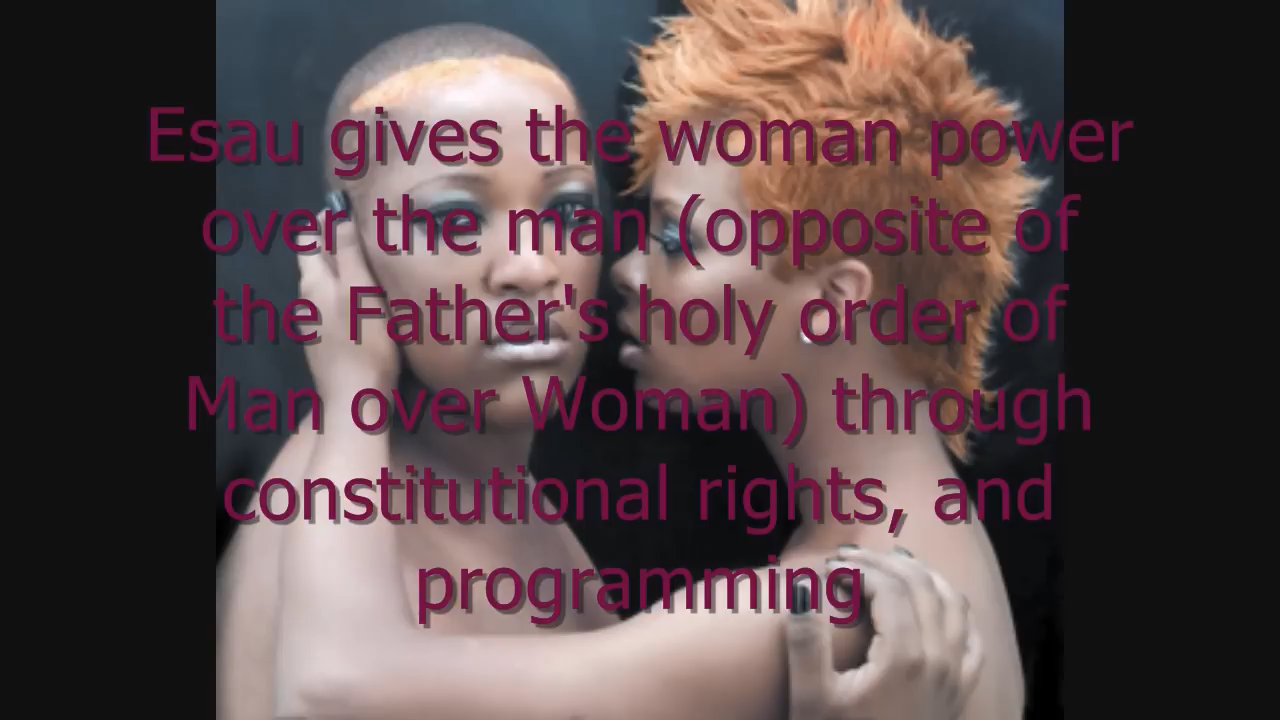 Esau gives the woman power
over the man (opposite of
the Father's holy order of
Man over Woman) through
constitutional rights, and
programming